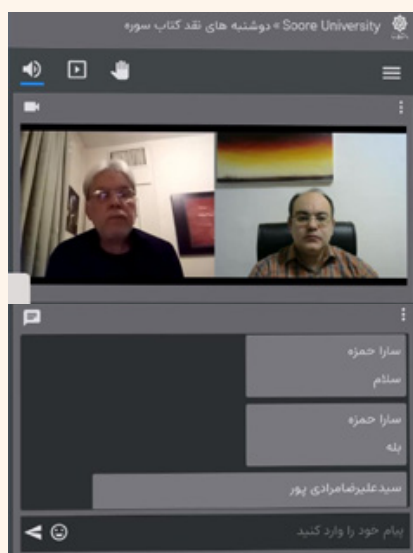 Soore University » دوشنبه های نقد کتاب سوره
سارا حمزه
سلام
سارا حمزه
بله
سیدعلیرضامرادی پور
پیام خود را وارد کنید